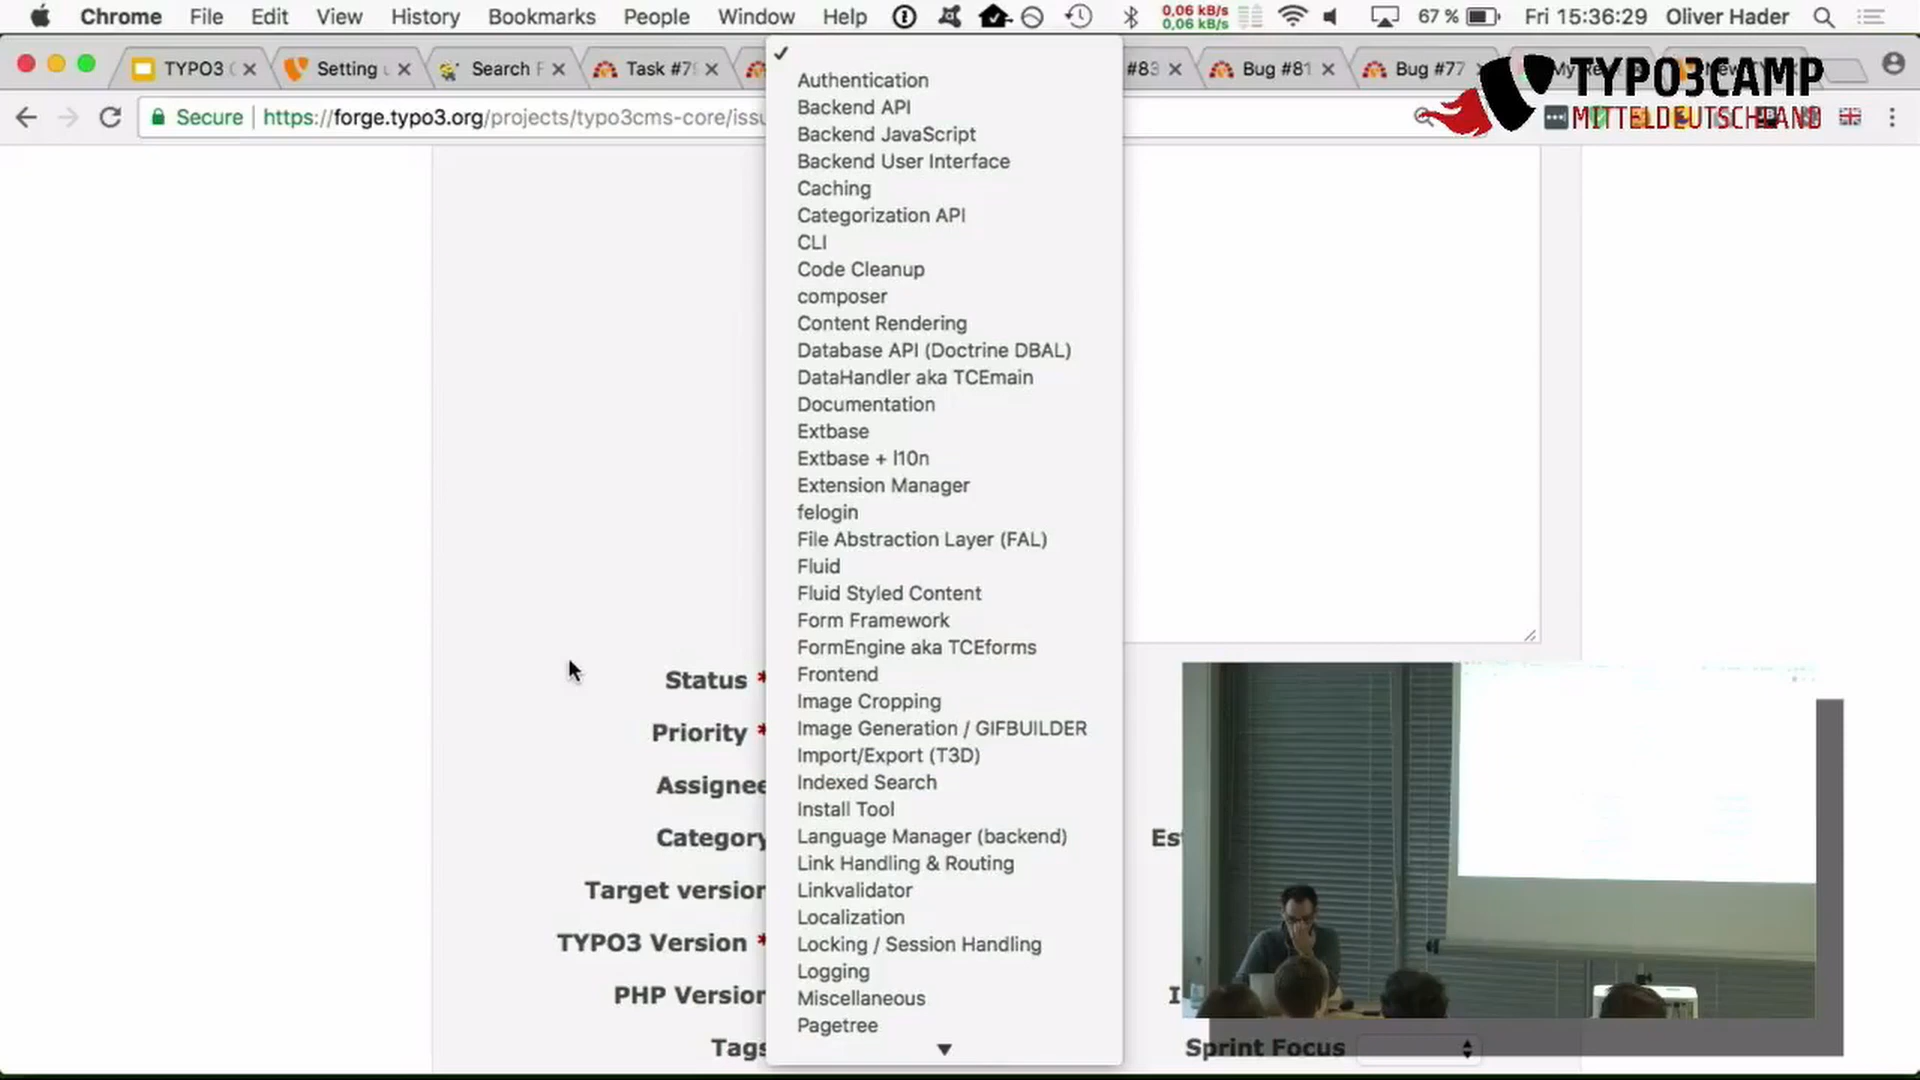 Chrome File Edit View History Bookmarks People Window Help 0,06 kB/s 0,06 kB/s 67 % Fri 15:36:29 Oliver Hader
TYPO3 Setting Search F Task #7 #83 Bug #81 Bug #77
Secure https://forge.typo3.org/projects/typo3cms-core/issu
TYPO3CAMP
MITTELDEUTSCHLAND
Authentication
Backend API
Backend JavaScript
Backend User Interface
Caching
Categorization API
CLI
Code Cleanup
composer
Content Rendering
Database API (Doctrine DBAL)
DataHandler aka TCEmain
Documentation
Extbase
Extbase + l10n
Extension Manager
felogin
File Abstraction Layer (FAL)
Fluid
Fluid Styled Content
Form Framework
FormEngine aka TCEforms
Frontend
Image Cropping
Image Generation / GIFBUILDER
Import/Export (T3D)
Indexed Search
Install Tool
Language Manager (backend)
Link Handling & Routing
Linkvalidator
Localization
Locking / Session Handling
Logging
Miscellaneous
Pagetree
Status *
Priority *
Assignee
Category
Target version
TYPO3 Version *
PHP Version
Tags
Sprint Focus